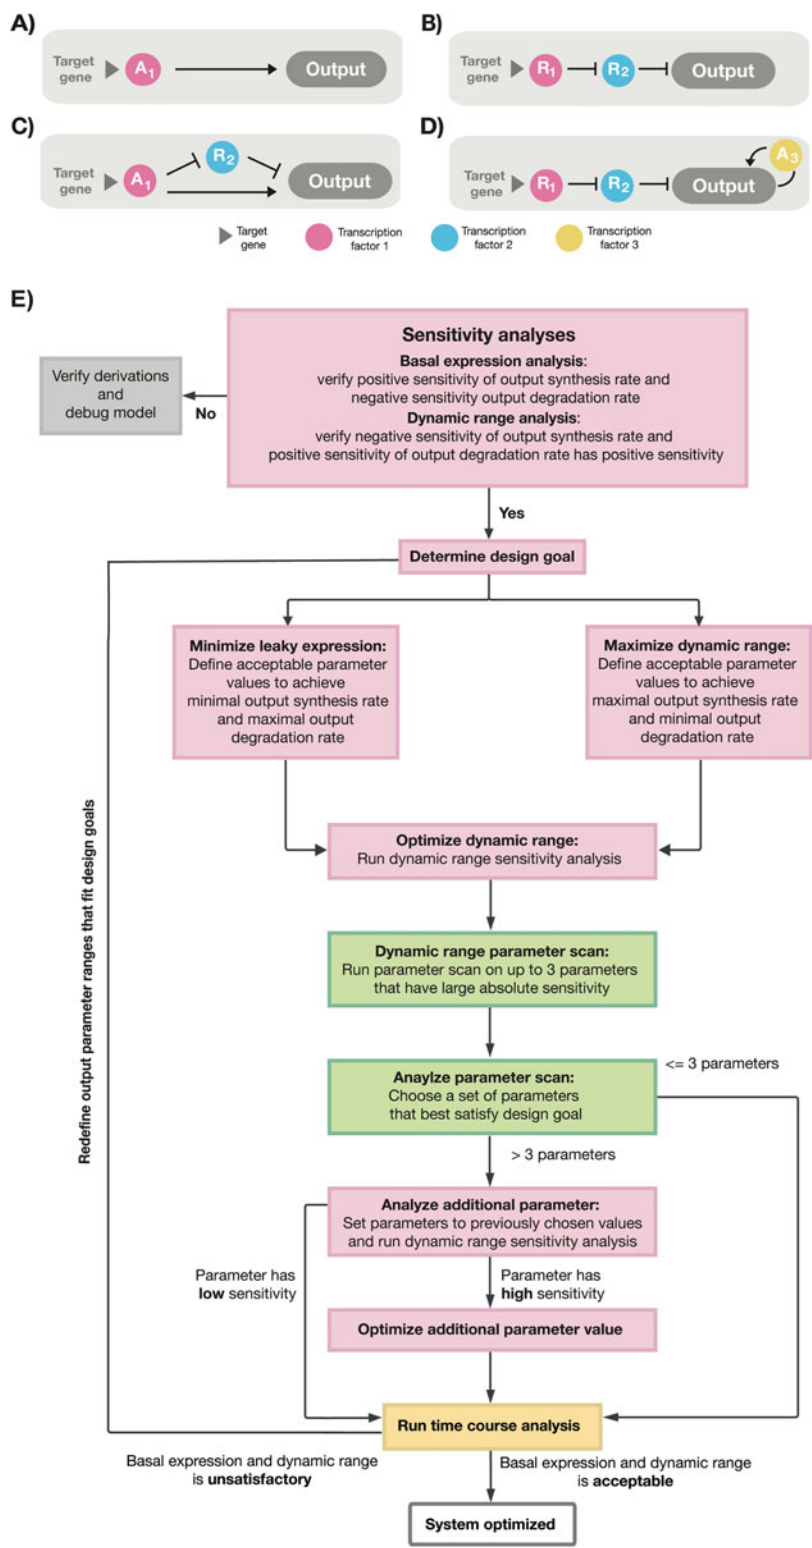 A)
Target
gene
A1
Output
B)
Target
gene
R1
R2
Output
C)
Target
gene
A1
R2
Output
D)
Target
gene
R1
R2
Output
A3
Target
gene
Transcription
factor 1
Transcription
factor 2
Transcription
factor 3
E)
Sensitivity analyses
Basal expression analysis:
verify positive sensitivity of output synthesis rate and
negative sensitivity output degradation rate
Dynamic range analysis:
verify negative sensitivity of output synthesis rate and
positive sensitivity of output degradation rate has positive sensitivity
No
Verify derivations
and
debug model
Yes
Determine design goal
Minimize leaky expression:
Define acceptable parameter
values to achieve
minimal output synthesis rate
and maximal output
degradation rate
Maximize dynamic range:
Define acceptable parameter
values to achieve
maximal output synthesis rate
and minimal output
degradation rate
Redefine output parameter ranges that fit design goals
Optimize dynamic range:
Run dynamic range sensitivity analysis
Dynamic range parameter scan:
Run parameter scan on up to 3 parameters
that have large absolute sensitivity
Anaylze parameter scan:
Choose a set of parameters
that best satisfy design goal
<= 3 parameters
> 3 parameters
Analyze additional parameter:
Set parameters to previously chosen values
and run dynamic range sensitivity analysis
Parameter has
low sensitivity
Parameter has
high sensitivity
Optimize additional parameter value
Run time course analysis
Basal expression and dynamic range
is unsatisfactory
Basal expression and dynamic range
is acceptable
System optimized